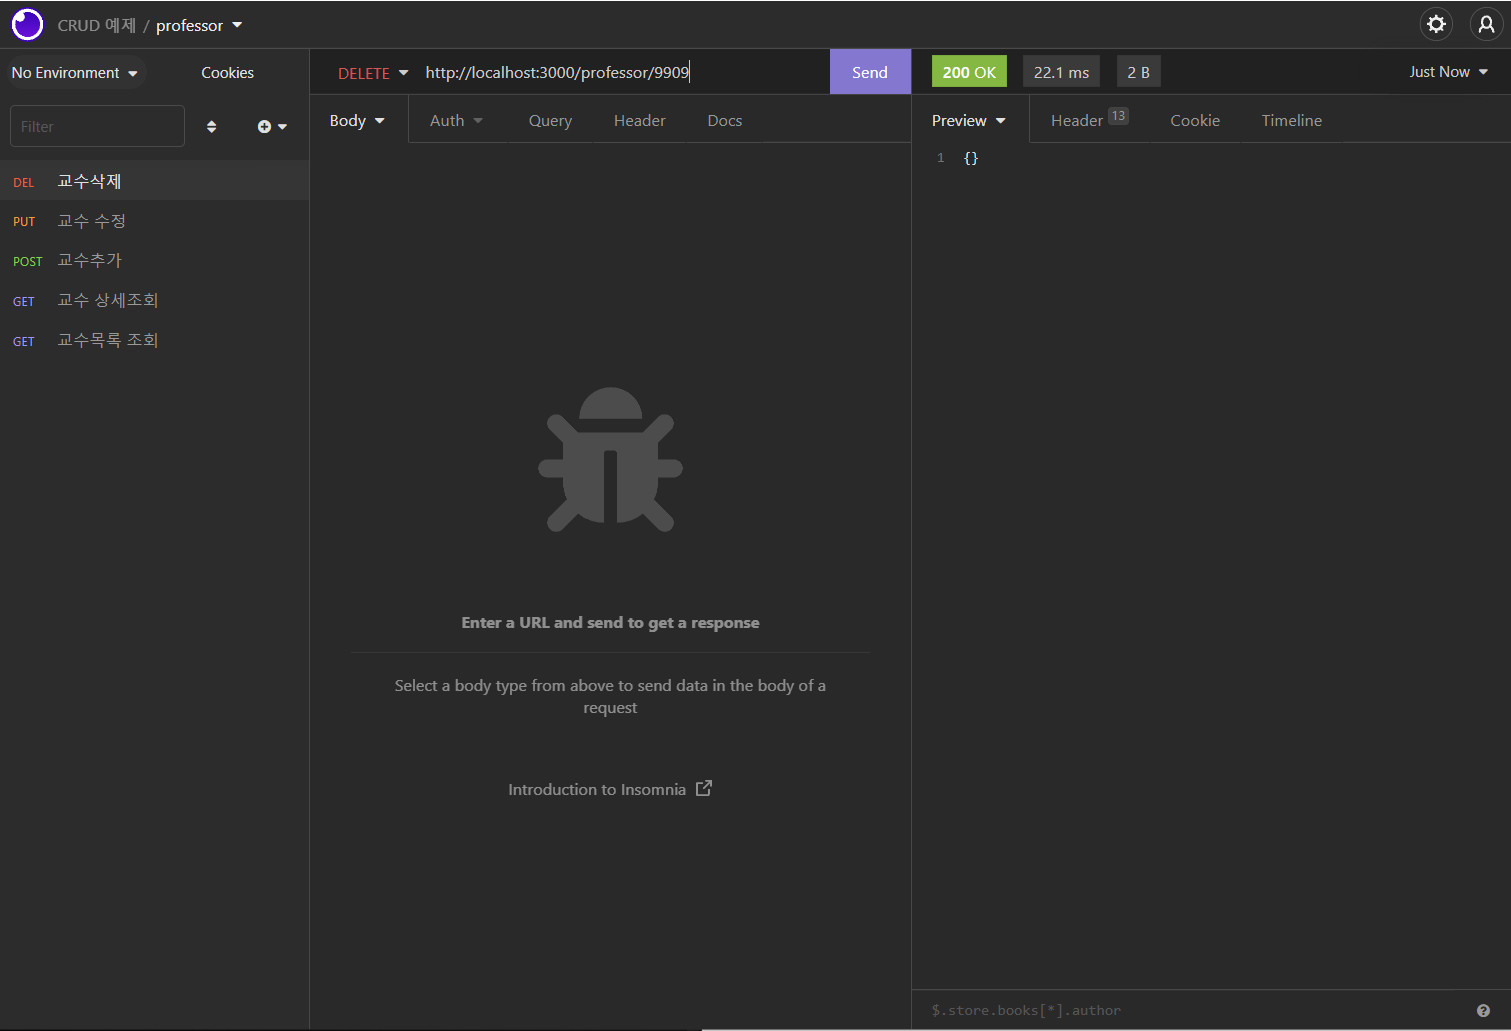 CRUD 예제 / professor
No Environment
Cookies
Filter
DEL 교수삭제
PUT 교수 수정
POST 교수추가
GET 교수 상세조회
GET 교수목록 조회
DELETE http://localhost:3000/professor/9909 Send
Body Auth Query Header Docs
Enter a URL and send to get a response
Select a body type from above to send data in the body of a
request
Introduction to Insomnia
200 OK 22.1 ms 2 B Just Now
Preview Header 13 Cookie Timeline
1 {}
$.store.books[*].author